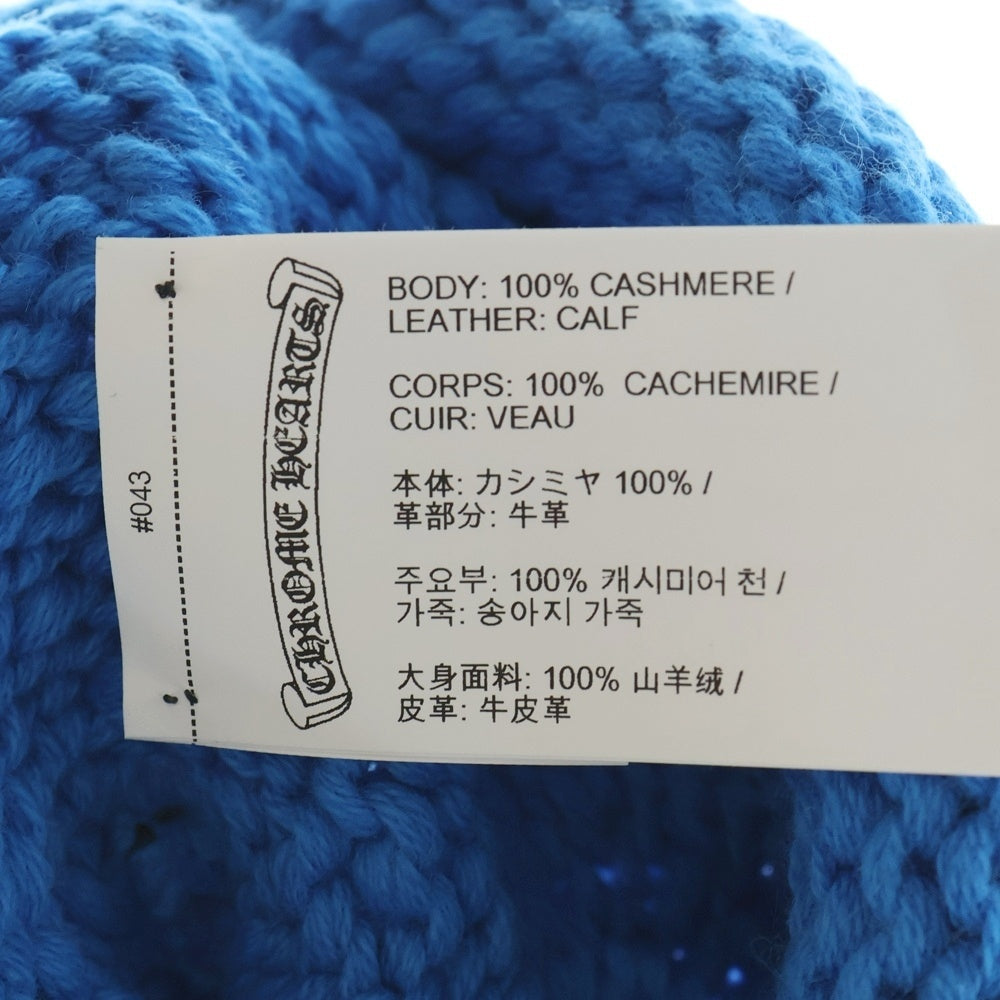 #043
CHROME HEARTS
BODY: 100% CASHMERE /
LEATHER: CALF
CORPS: 100% CACHEMIRE /
CUIR: VEAU
本体: カシミヤ 100% /
革部分: 牛革
주요부: 100% 캐시미어 천 /
가죽: 송아지 가죽
大身面料: 100% 山羊绒 /
皮革: 牛皮革